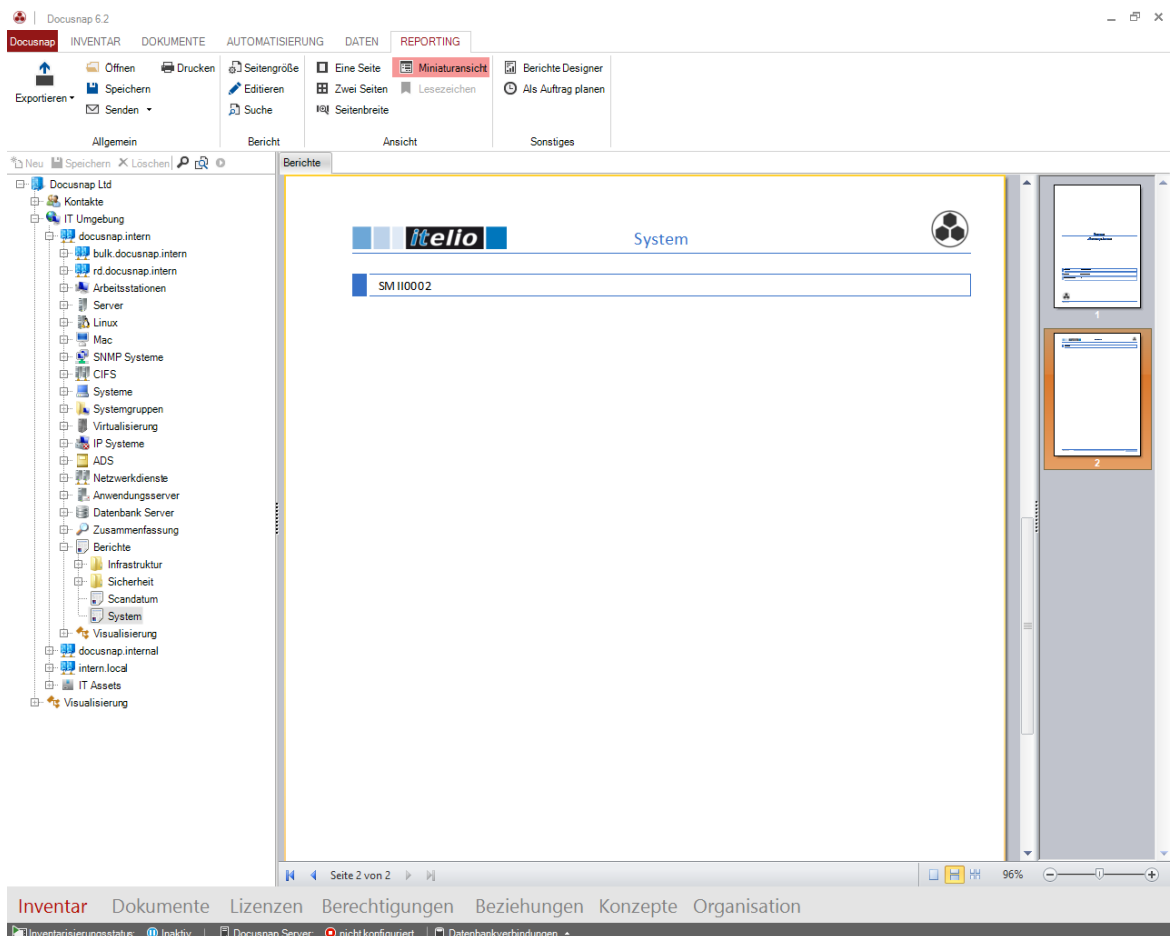 Docusnap 6.2
Docusnap INVENTAR DOKUMENTE AUTOMATISIERUNG DATEN REPORTING
Exportieren
Öffnen Drucken
Speichern
Senden
Allgemein
Seitengröße
Editieren
Suche
Bericht
Eine Seite Miniaturansicht
Zwei Seiten Lesezeichen
Seitenbreite
Ansicht
Berichte Designer
Als Auftrag planen
Sonstiges
Neu Speichern Löschen
Docusnap Ltd
Kontakte
IT Umgebung
docusnap.intern
bulk.docusnap.intern
rd.docusnap.intern
Arbeitsstationen
Server
Linux
Mac
SNMP Systeme
CIFS
Systeme
Systemgruppen
Virtualisierung
IP Systeme
ADS
Netzwerkdienste
Anwendungsserver
Datenbank Server
Zusammenfassung
Berichte
Infrastruktur
Sicherheit
Scandatum
System
Visualisierung
docusnap.internal
intern.local
IT Assets
Visualisierung
Berichte
itelio System
SMII0002
1
2
Seite 2 von 2
96%
Inventar Dokumente Lizenzen Berechtigungen Beziehungen Konzepte Organisation
Inventarisierungsstatus: Inaktiv | Docusnap Server: nicht konfiguriert | Datenbankverbindungen